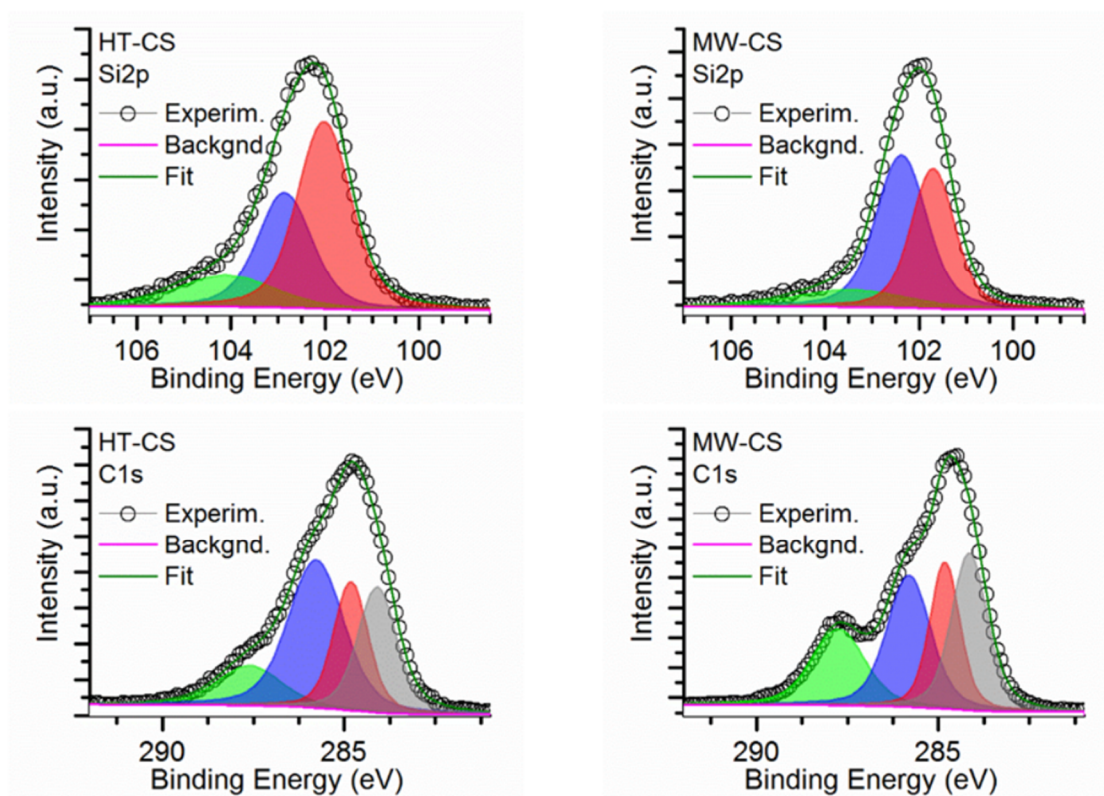 HT-CS
Si2p
Experim.
Backgnd.
Fit
Intensity (a.u.)
106 104 102 100
Binding Energy (eV)
MW-CS
Si2p
Experim.
Backgnd.
Fit
Intensity (a.u.)
106 104 102 100
Binding Energy (eV)
HT-CS
C1s
Experim.
Backgnd.
Fit
Intensity (a.u.)
290 285
Binding Energy (eV)
MW-CS
C1s
Experim.
Backgnd.
Fit
Intensity (a.u.)
290 285
Binding Energy (eV)